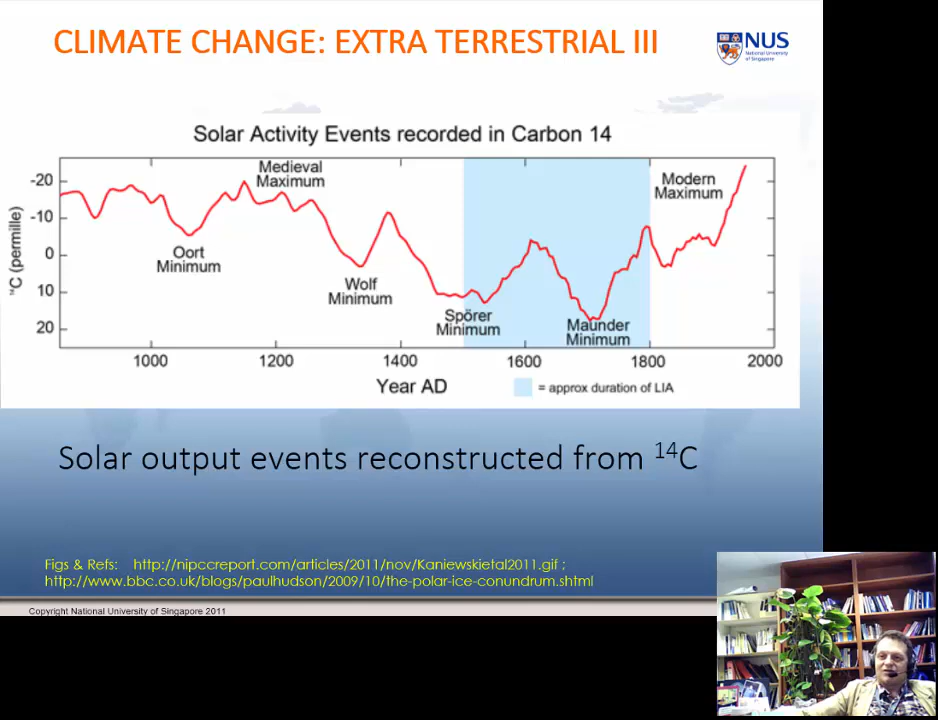 CLIMATE CHANGE: EXTRA TERRESTRIAL III
NUS
National University
of Singapore
Solar Activity Events recorded in Carbon 14
Medieval
Maximum
Modern
Maximum
Oort
Minimum
Wolf
Minimum
Spörer
Minimum
Maunder
Minimum
¹⁴C (permille)
-20
-10
0
10
20
1000
1200
1400
1600
1800
2000
Year AD
= approx duration of LIA
Solar output events reconstructed from ¹⁴C
Figs & Refs: http://nipccreport.com/articles/2011/nov/Kaniewskietal2011.gif ;
http://www.bbc.co.uk/blogs/paulhudson/2009/10/the-polar-ice-conundrum.shtml
Copyright National University of Singapore 2011